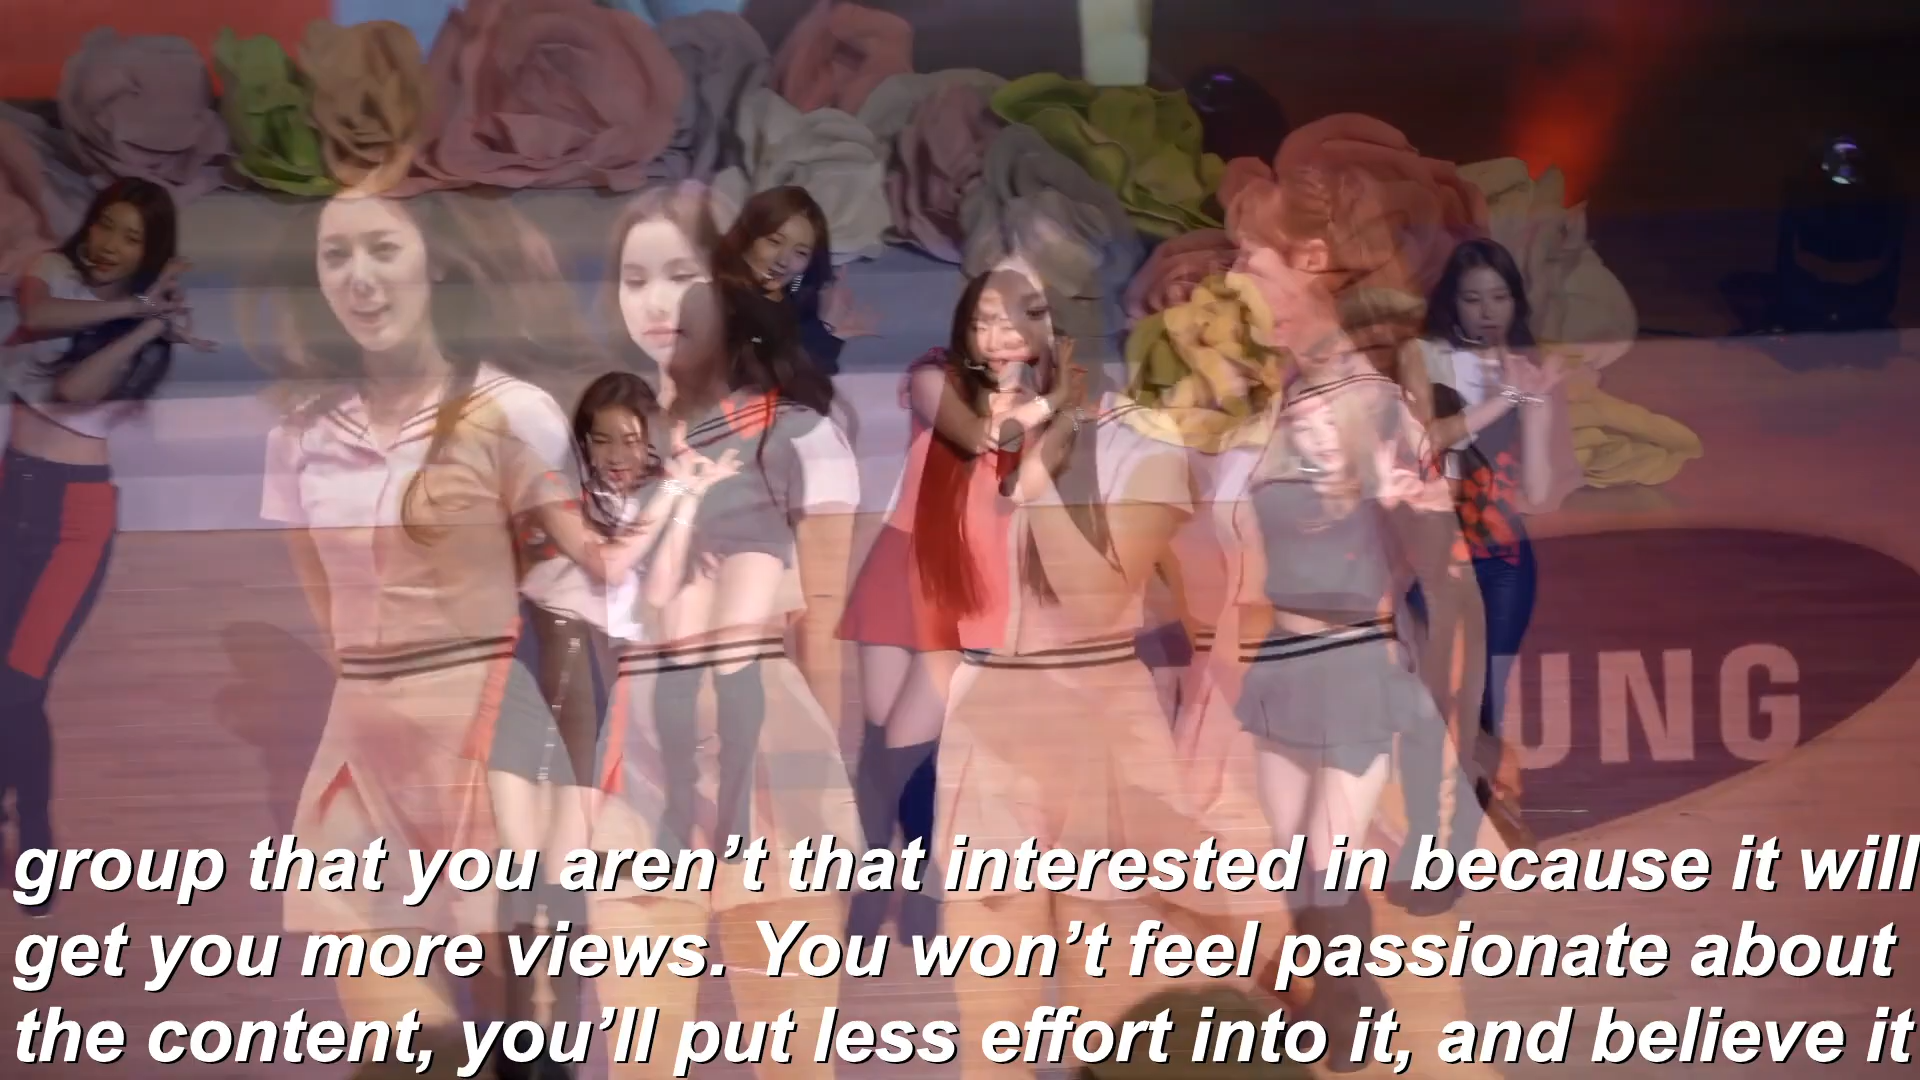 UNG
group that you aren’t that interested in because it will
get you more views. You won’t feel passionate about
the content, you’ll put less effort into it, and believe it